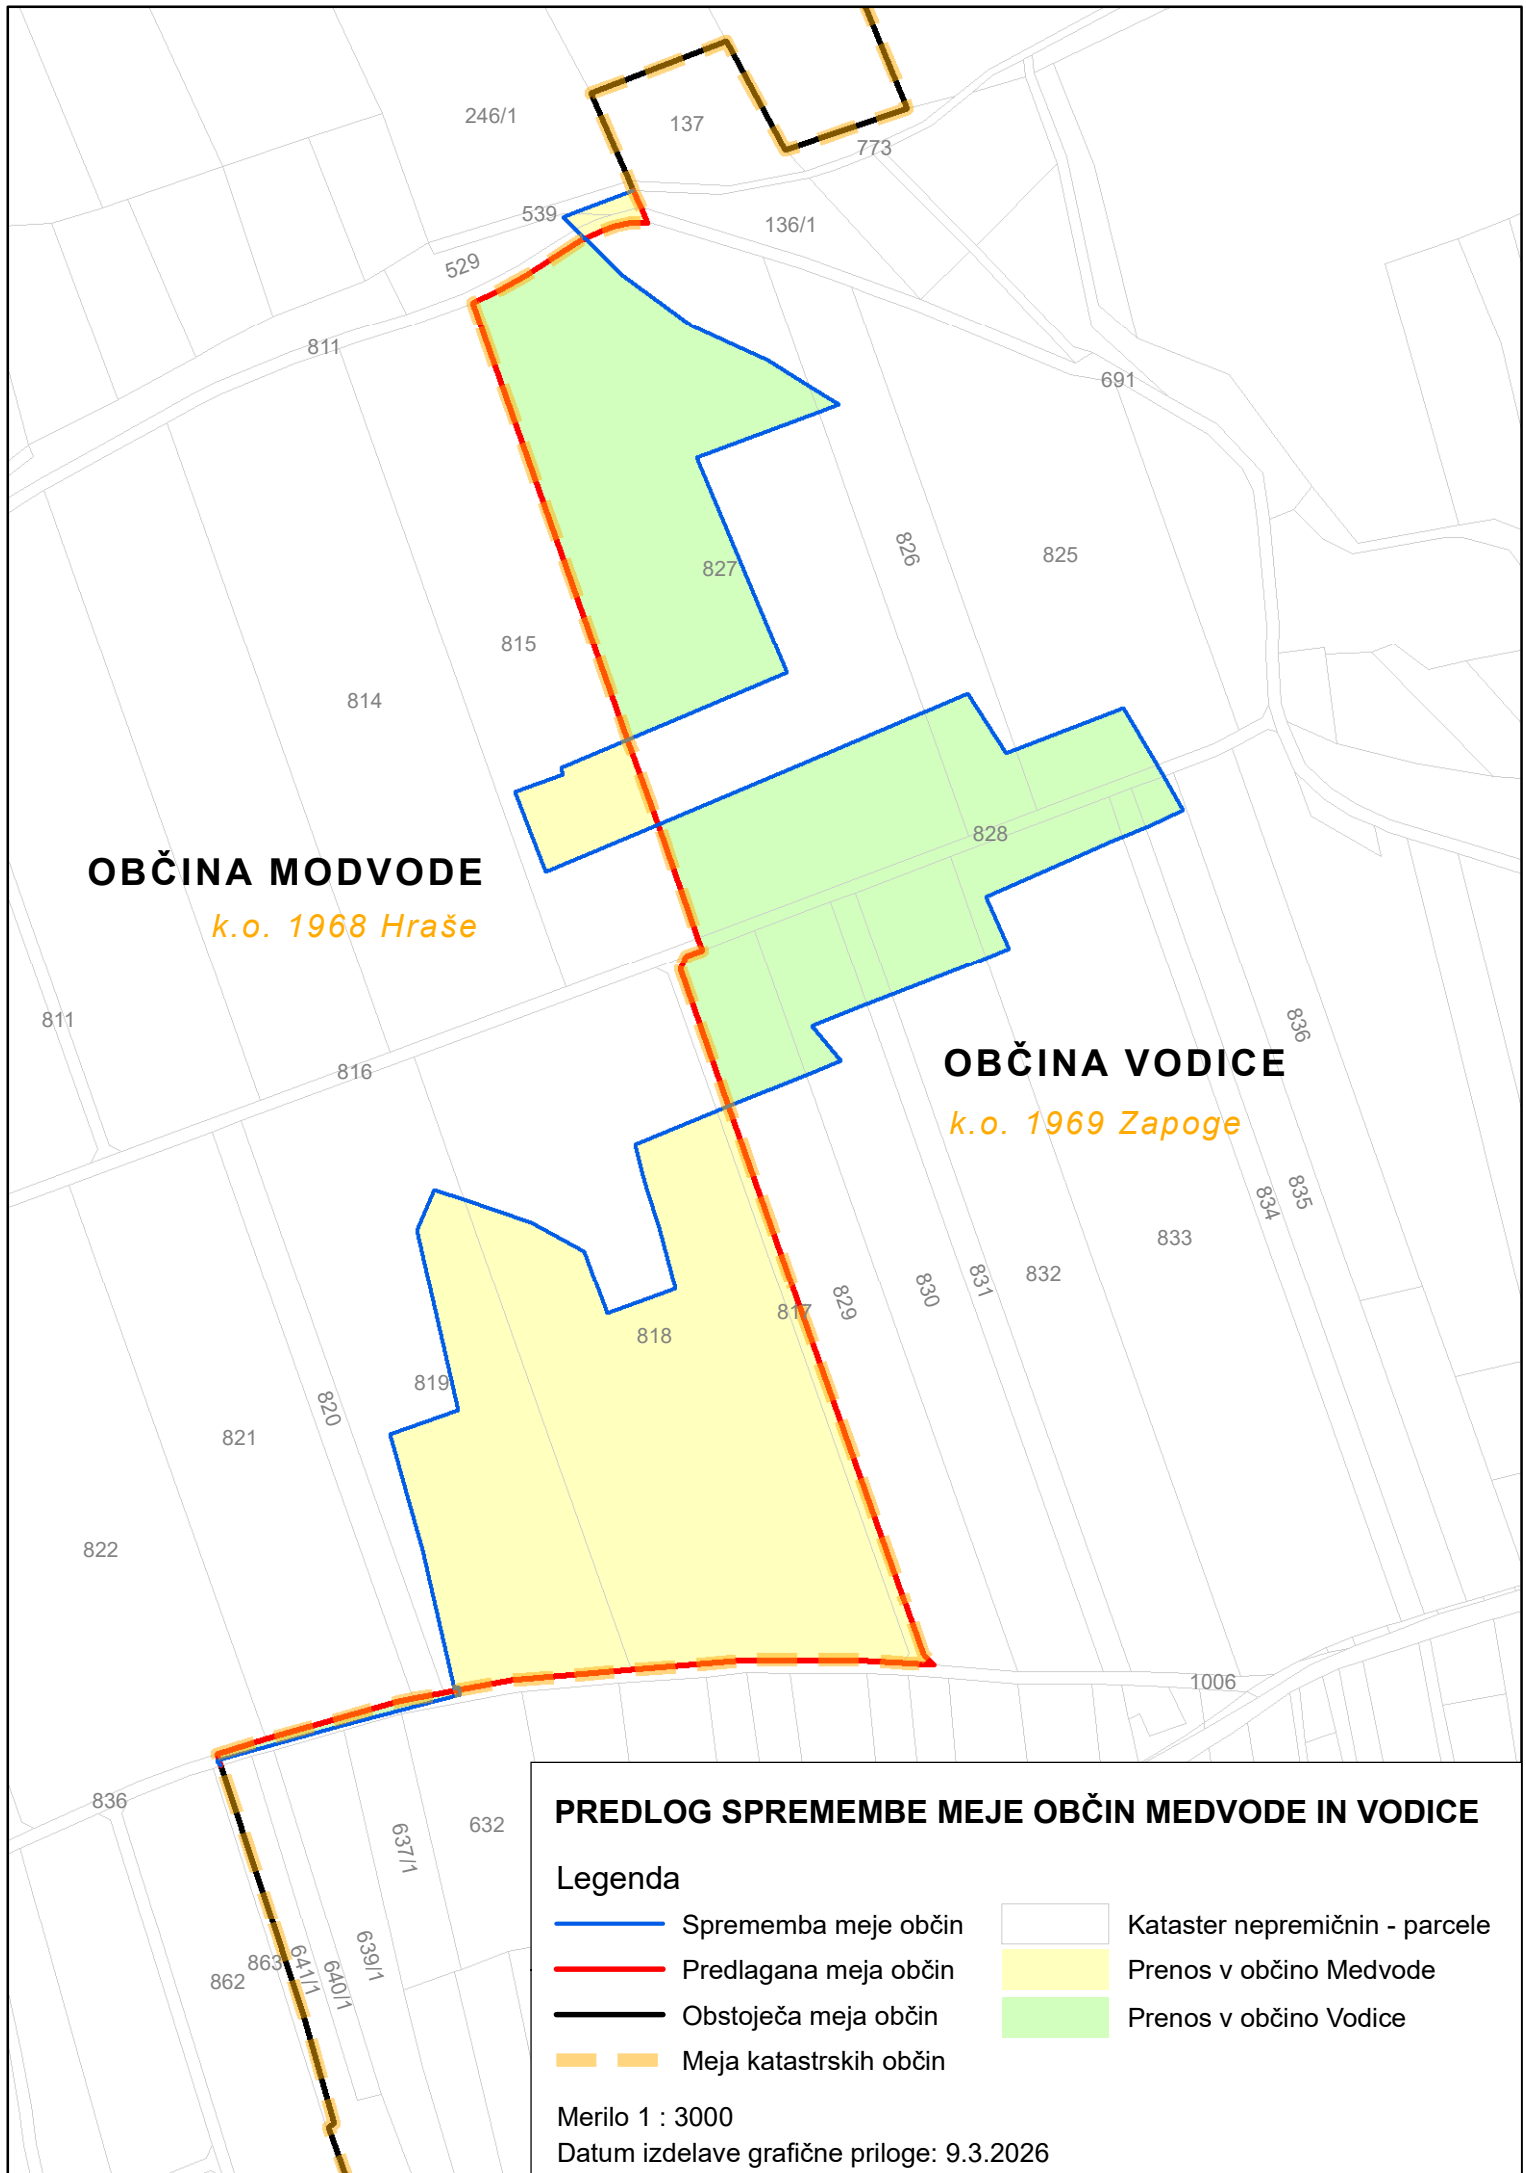 246/1
137
773
539
136/1
529
811
691
827
826
825
815
814
828
OBČINA MODVODE
k.o. 1968 Hraše
811
816
836
OBČINA VODICE
k.o. 1969 Zapoge
834
835
833
832
831
830
829
817
818
819
820
821
822
1006
836
632
637/1
639/1
640/1
641/1
863
862
PREDLOG SPREMEMBE MEJE OBČIN MEDVODE IN VODICE
Legenda
Sprememba meje občin
Predlagana meja občin
Obstoječa meja občin
Meja katastrskih občin
Kataster nepremičnin - parcele
Prenos v občino Medvode
Prenos v občino Vodice
Merilo 1 : 3000
Datum izdelave grafične priloge: 9.3.2026